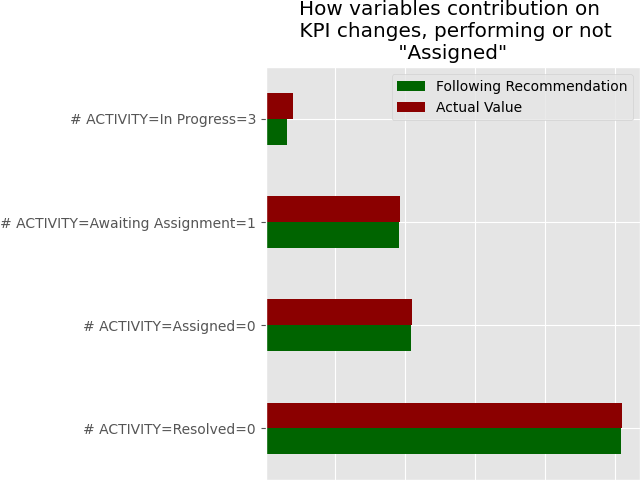 How variables contribution on
KPI changes, performing or not
"Assigned"
Following Recommendation
Actual Value
# ACTIVITY=In Progress=3
# ACTIVITY=Awaiting Assignment=1
# ACTIVITY=Assigned=0
# ACTIVITY=Resolved=0